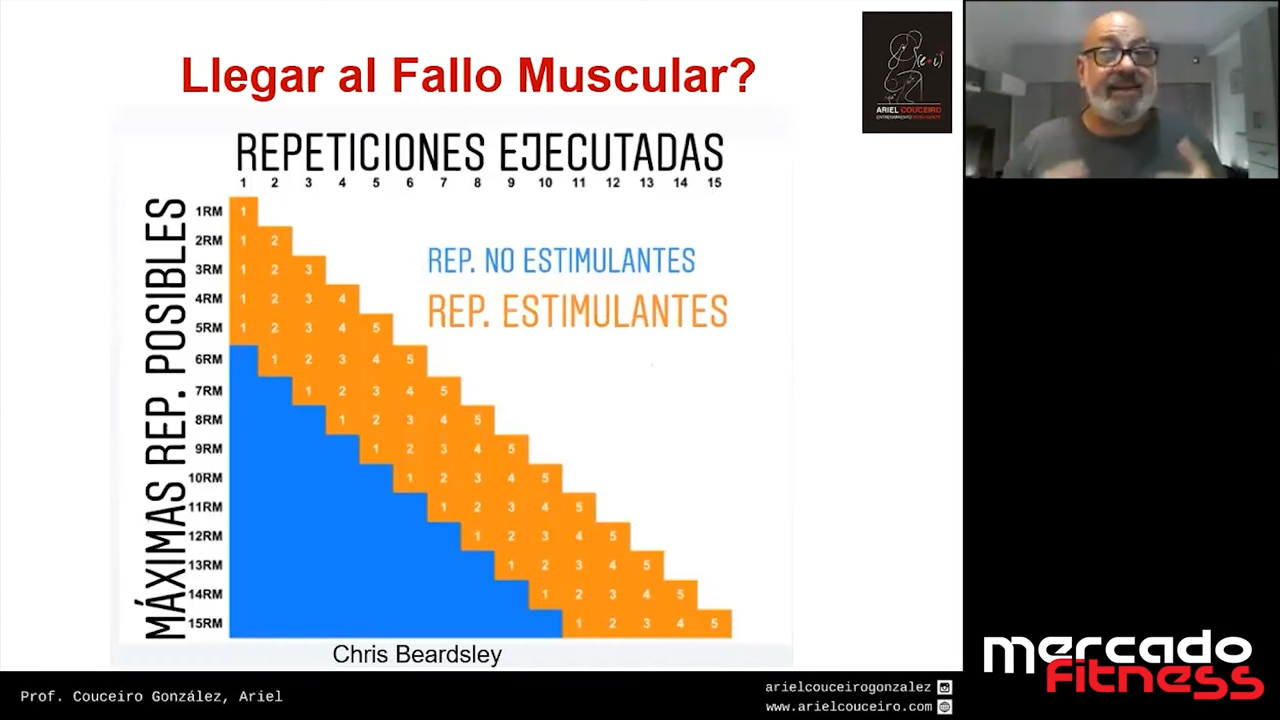 Llegar al Fallo Muscular?
ARIEL COUCEIRO
ENTRENAMIENTO INTELIGENTE
REPETICIONES EJECUTADAS
1 2 3 4 5 6 7 8 9 10 11 12 13 14 15
MÁXIMAS REP. POSIBLES
1RM 1
2RM 1 2
3RM 1 2 3
4RM 1 2 3 4
5RM 1 2 3 4 5
6RM 1 2 3 4 5
7RM 1 2 3 4 5
8RM 1 2 3 4 5
9RM 1 2 3 4 5
10RM 1 2 3 4 5
11RM 1 2 3 4 5
12RM 1 2 3 4 5
13RM 1 2 3 4 5
14RM 1 2 3 4 5
15RM 1 2 3 4 5
REP. NO ESTIMULANTES
REP. ESTIMULANTES
Chris Beardsley
Prof. Couceiro González, Ariel
arielcouceirogonzalez
www.arielcouceiro.com
mercado
fitness